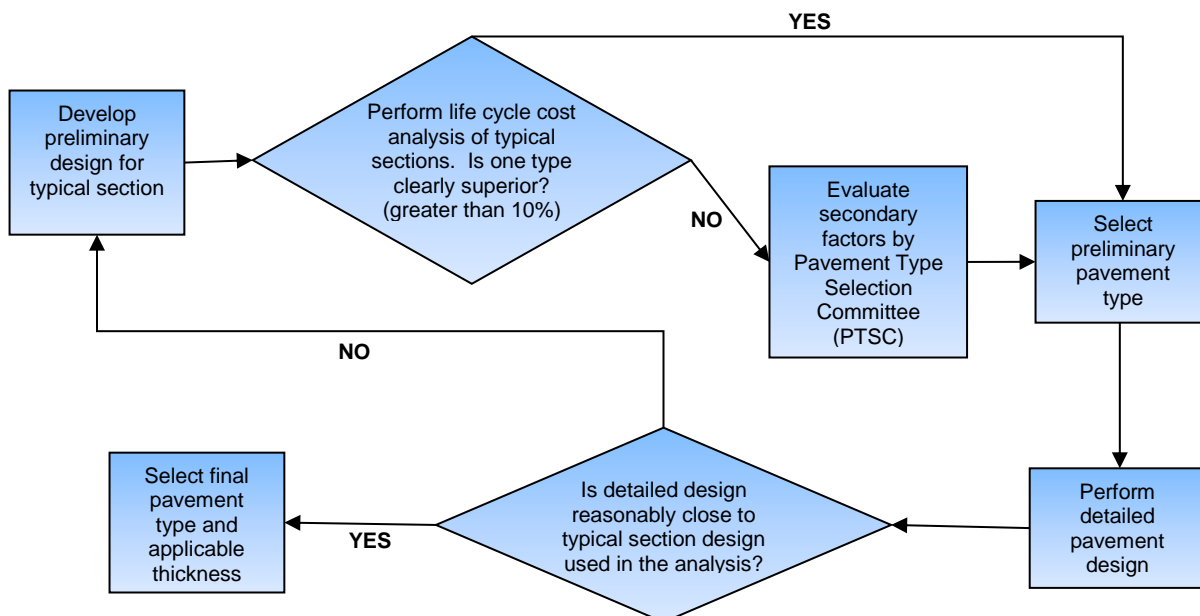 YES
Develop
preliminary
design for
typical section
Perform life cycle cost
analysis of typical
sections.  Is one type
clearly superior?
(greater than 10%)
NO
Evaluate
secondary
factors by
Pavement Type
Selection
Committee
(PTSC)
Select
preliminary
pavement
type
NO
Perform
detailed
pavement
design
Is detailed design
reasonably close to
typical section design
used in the analysis?
YES
Select final
pavement
type and
applicable
thickness